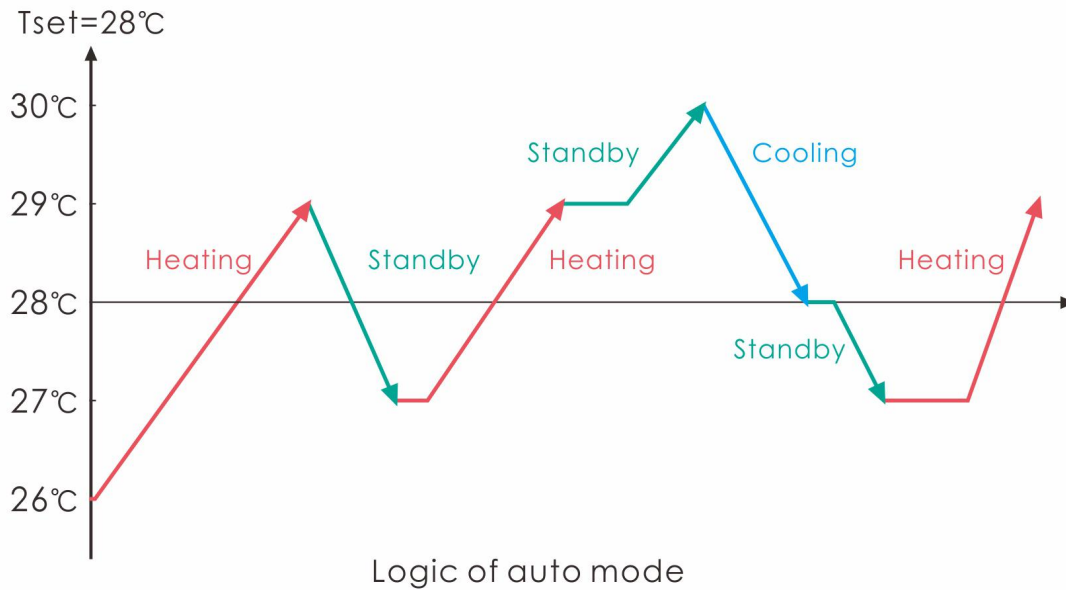 Tset=28℃
30℃
Standby
Cooling
29℃
Heating
Standby
Heating
Heating
28℃
Standby
27℃
26℃
Logic of auto mode